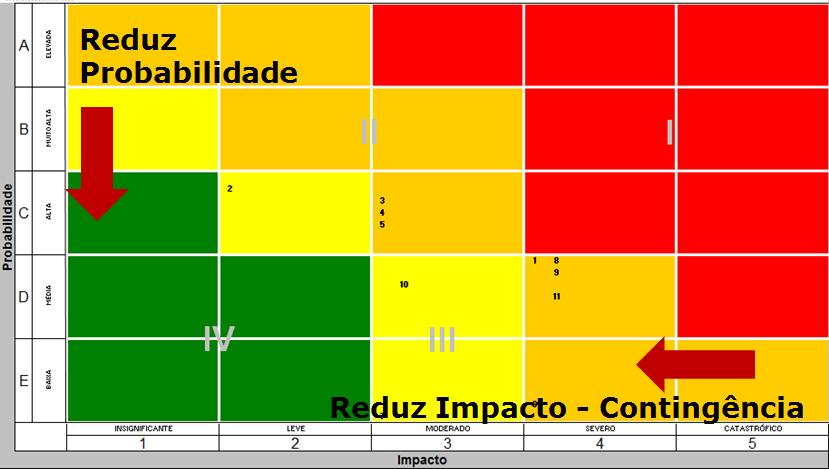 Reduz
Probabilidade
A
ELEVADA
B
MUITO ALTA
II
I
C
ALTA
2
3
4
5
D
MÉDIA
1 8
9
10
11
IV
III
E
BAIXA
Reduz Impacto - Contingência
Probabilidade
INSIGNIFICANTE
LEVE
MODERADO
SEVERO
CATASTRÓFICO
1
2
3
4
5
Impacto